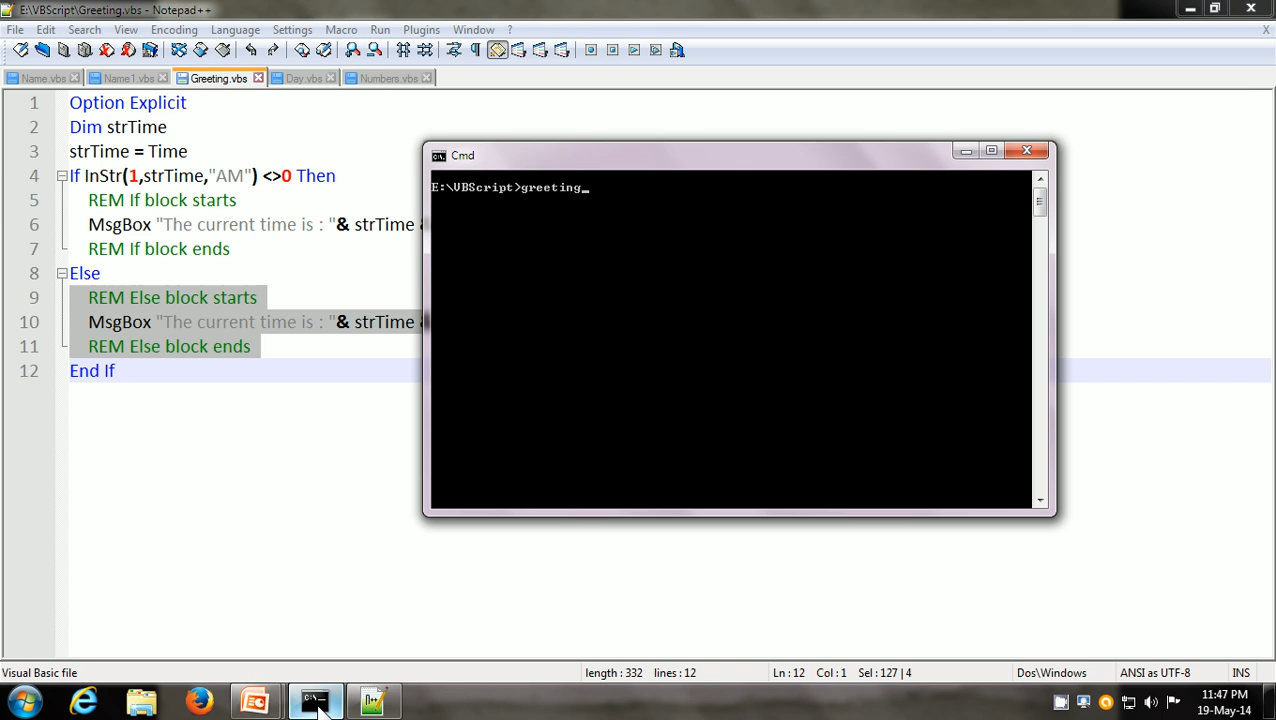 E:\VBScript\Greeting.vbs - Notepad++
File Edit Search View Encoding Language Settings Macro Run Plugins Window ? X
Name.vbs Name1.vbs Greeting.vbs Day.vbs Numbers.vbs
1 Option Explicit
2 Dim strTime
3 strTime = Time
4 If InStr(1,strTime,"AM") <>0 Then
5 REM If block starts
6 MsgBox "The current time is : "& strTime
7 REM If block ends
8 Else
9 REM Else block starts
10 MsgBox "The current time is : "& strTime
11 REM Else block ends
12 End If
Cmd
E:\VBScript>greeting_
Visual Basic file length : 332 lines : 12 Ln : 12 Col : 1 Sel : 127 | 4 Dos\Windows ANSI as UTF-8 INS
11:47 PM
19-May-14